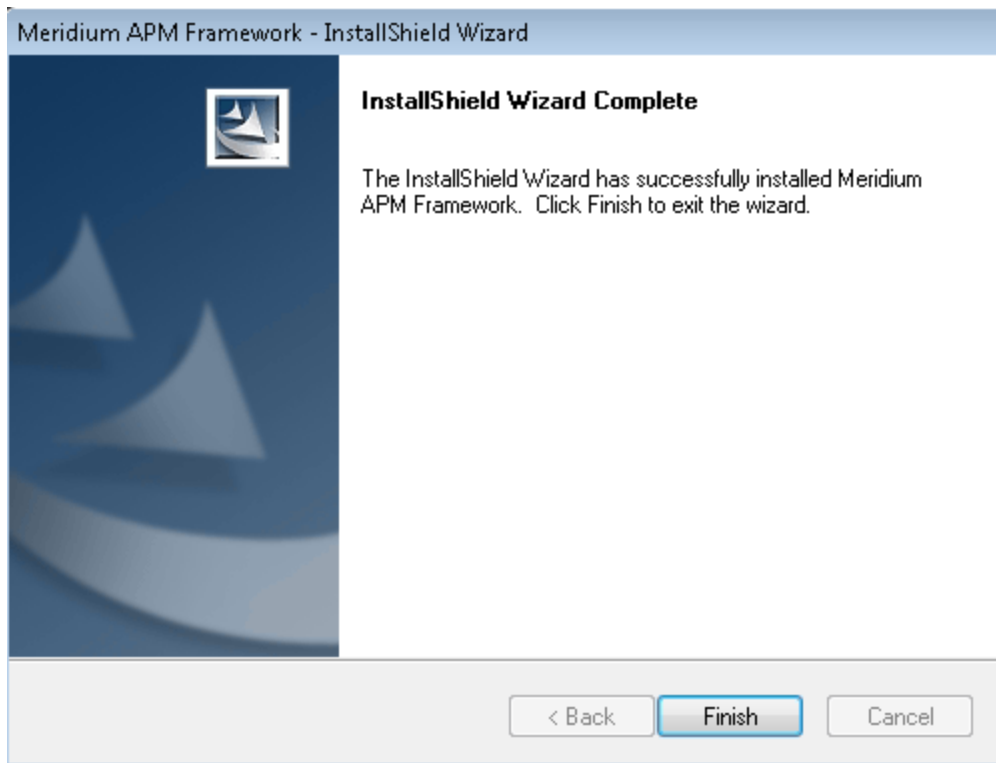 Meridium APM Framework - InstallShield Wizard
InstallShield Wizard Complete
The InstallShield Wizard has successfully installed Meridium
APM Framework.  Click Finish to exit the wizard.
< Back
Finish
Cancel